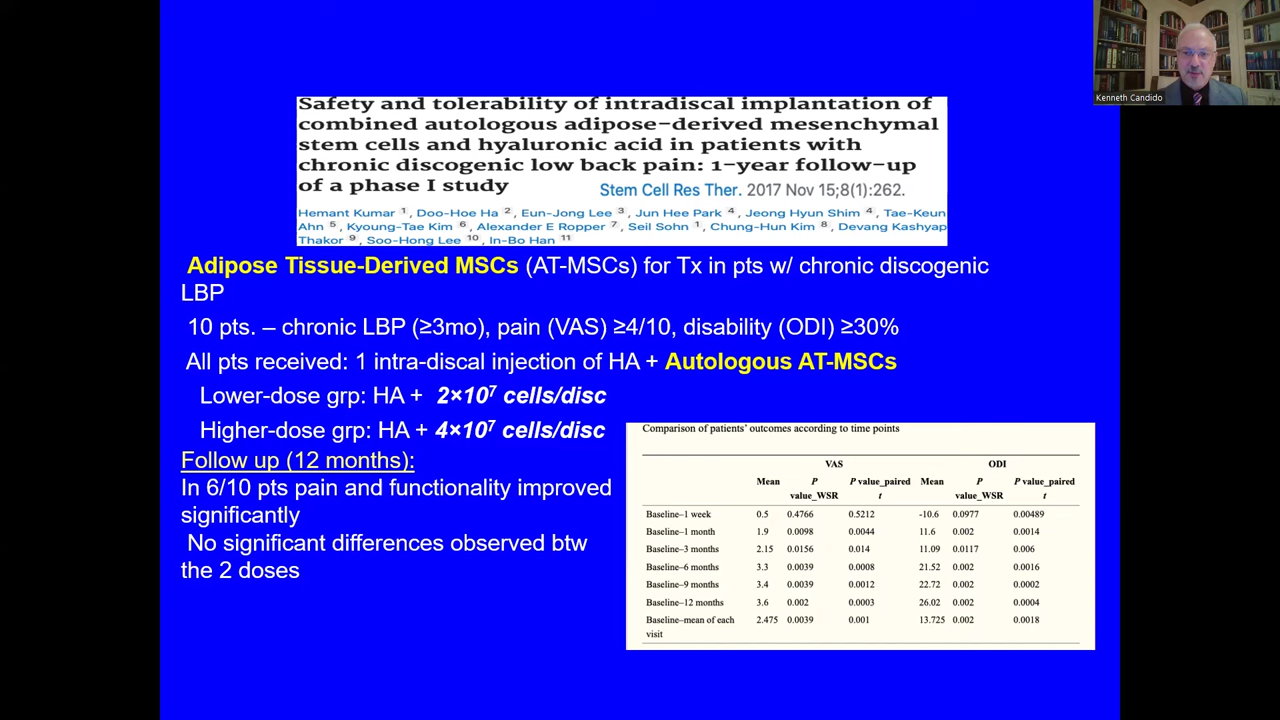 Kenneth Candido
Safety and tolerability of intradiscal implantation of
combined autologous adipose-derived mesenchymal
stem cells and hyaluronic acid in patients with
chronic discogenic low back pain: 1-year follow-up
of a phase I study Stem Cell Res Ther. 2017 Nov 15;8(1):262.
Hemant Kumar 1, Doo-Hoe Ha 2, Eun-Jong Lee 3, Jun Hee Park 4, Jeong Hyun Shim 4, Tae-Keun
Ahn 5, Kyoung-Tae Kim 6, Alexander E Ropper 7, Seil Sohn 1, Chung-Hun Kim 8, Devang Kashyap
Thakor 9, Soo-Hong Lee 10, In-Bo Han 11
Adipose Tissue-Derived MSCs (AT-MSCs) for Tx in pts w/ chronic discogenic
LBP
10 pts. – chronic LBP (≥3mo), pain (VAS) ≥4/10, disability (ODI) ≥30%
All pts received: 1 intra-discal injection of HA + Autologous AT-MSCs
Lower-dose grp: HA + 2×10⁷ cells/disc
Higher-dose grp: HA + 4×10⁷ cells/disc
Follow up (12 months):
In 6/10 pts pain and functionality improved
significantly
No significant differences observed btw
the 2 doses
Comparison of patients' outcomes according to time points
VAS ODI
Mean P P value_paired Mean P P value_paired
value_WSR t value_WSR t
Baseline–1 week 0.5 0.4766 0.5212 -10.6 0.0977 0.00489
Baseline–1 month 1.9 0.0098 0.0044 11.6 0.002 0.0014
Baseline–3 months 2.15 0.0156 0.014 11.09 0.0117 0.006
Baseline–6 months 3.3 0.0039 0.0008 21.52 0.002 0.0016
Baseline–9 months 3.4 0.0039 0.0012 22.72 0.002 0.0002
Baseline–12 months 3.6 0.002 0.0003 26.02 0.002 0.0004
Baseline–mean of each 2.475 0.0039 0.001 13.725 0.002 0.0018
visit